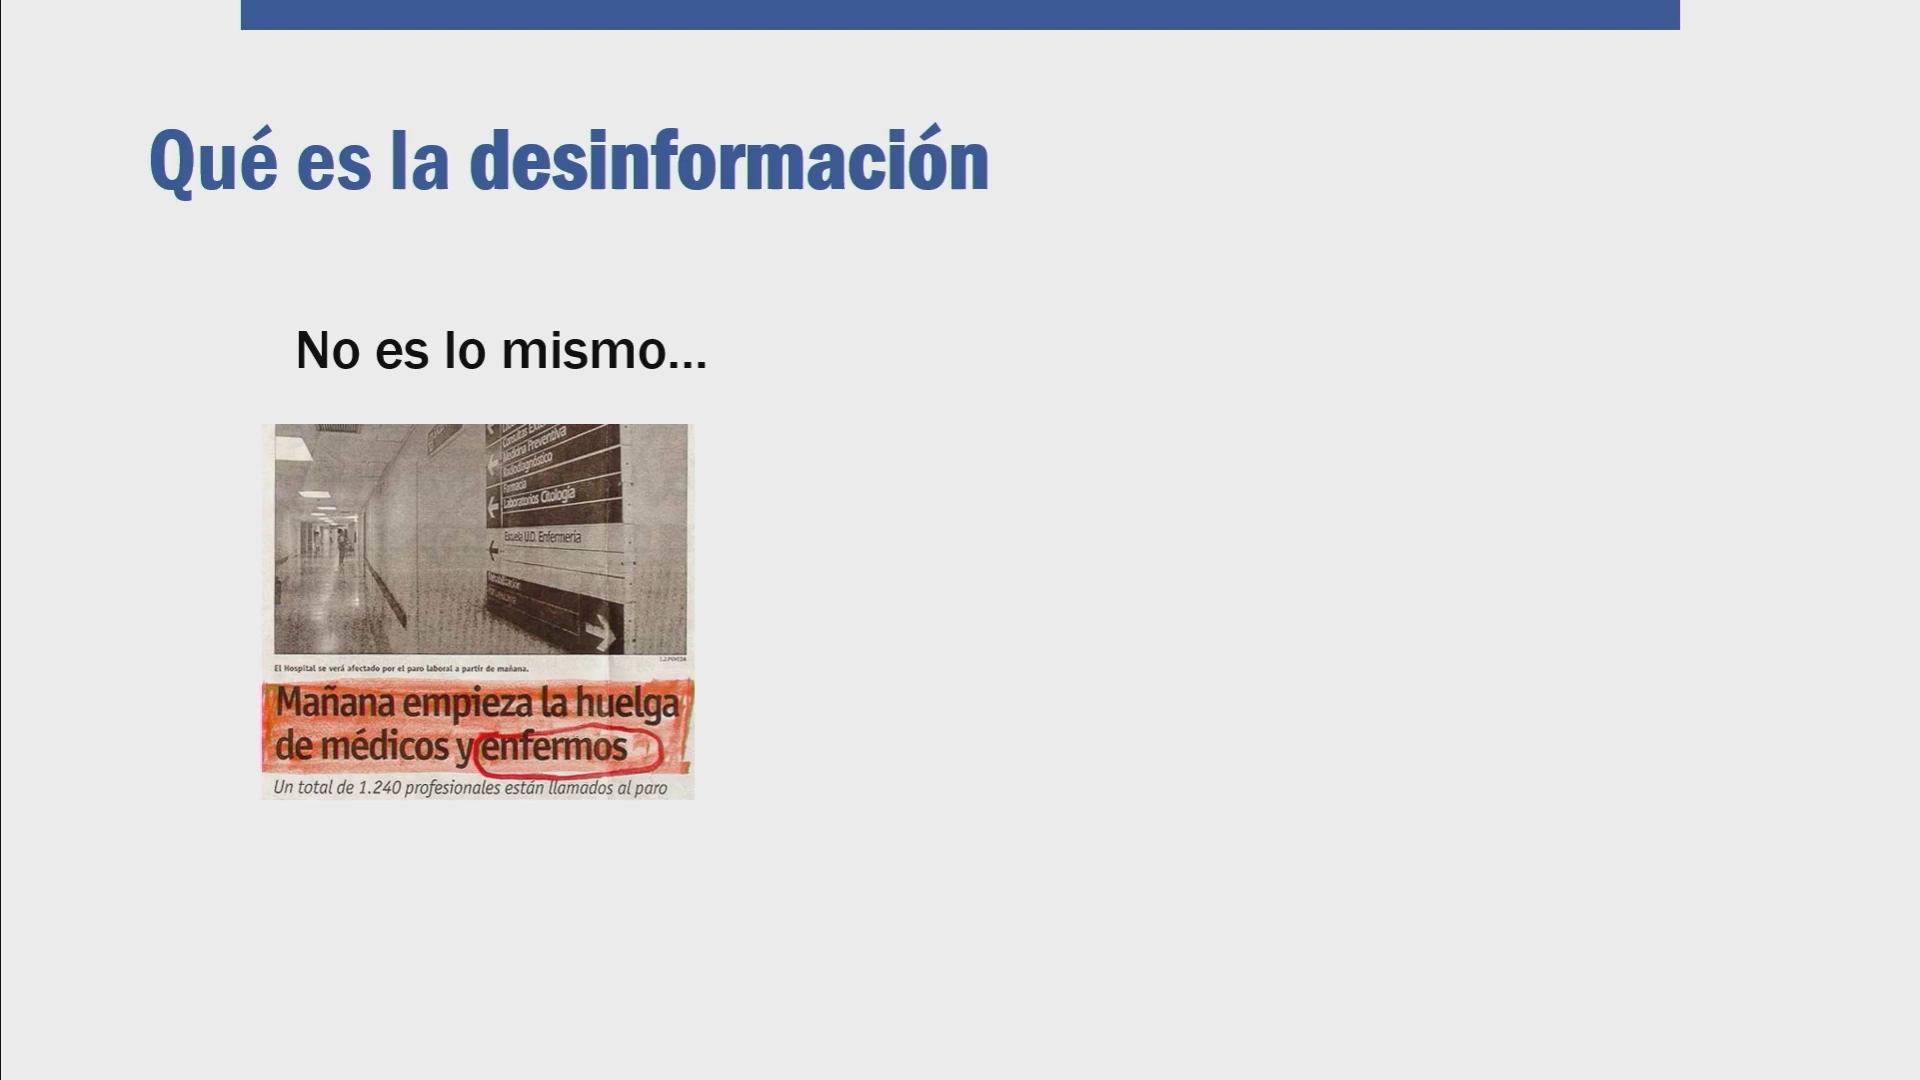 Qué es la desinformación
No es lo mismo...
Medicina Preventiva
Radiodiagnóstico
Farmacia
Laboratorios Citología
Escuela U.D. Enfermería
El Hospital se verá afectado por el paro laboral a partir de mañana.
Mañana empieza la huelga
de médicos y enfermos
Un total de 1.240 profesionales están llamados al paro